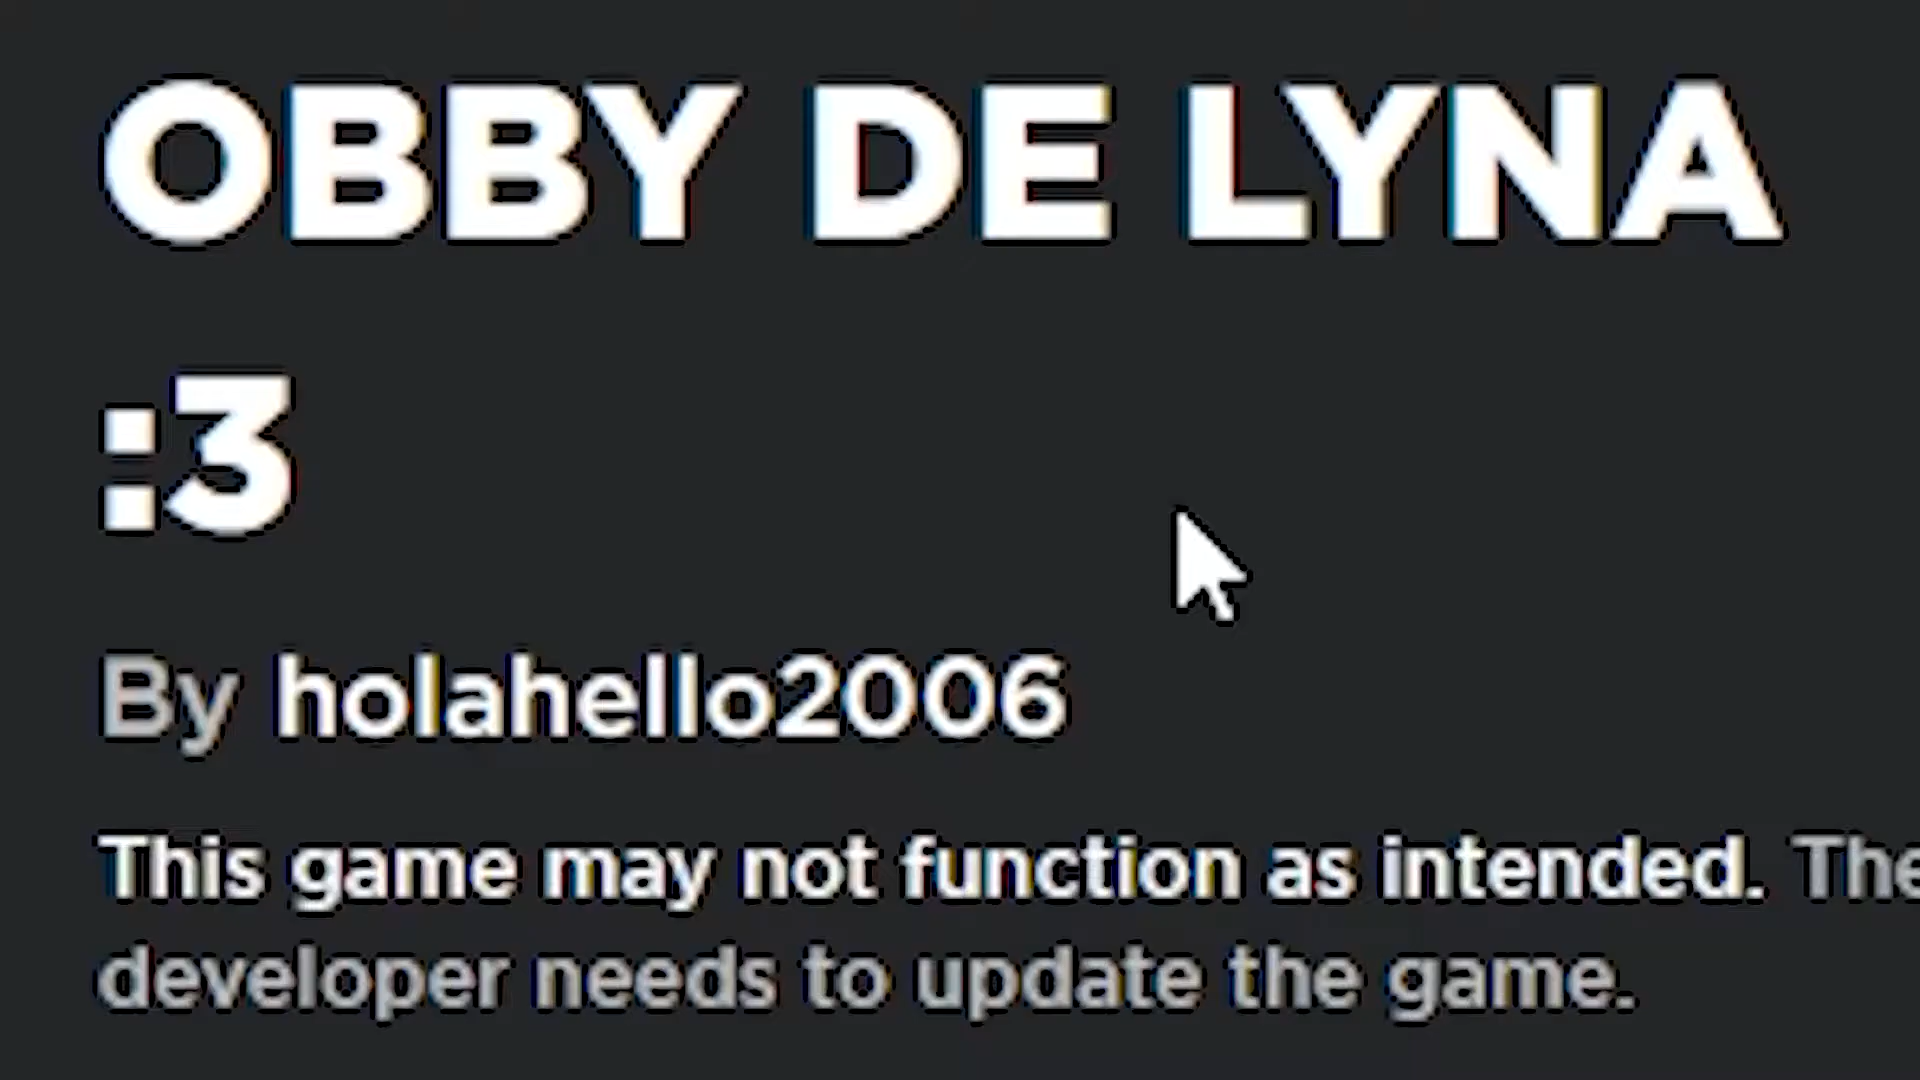 OBBY DE LYNA
:3
By holahello2006
This game may not function as intended. The
developer needs to update the game.